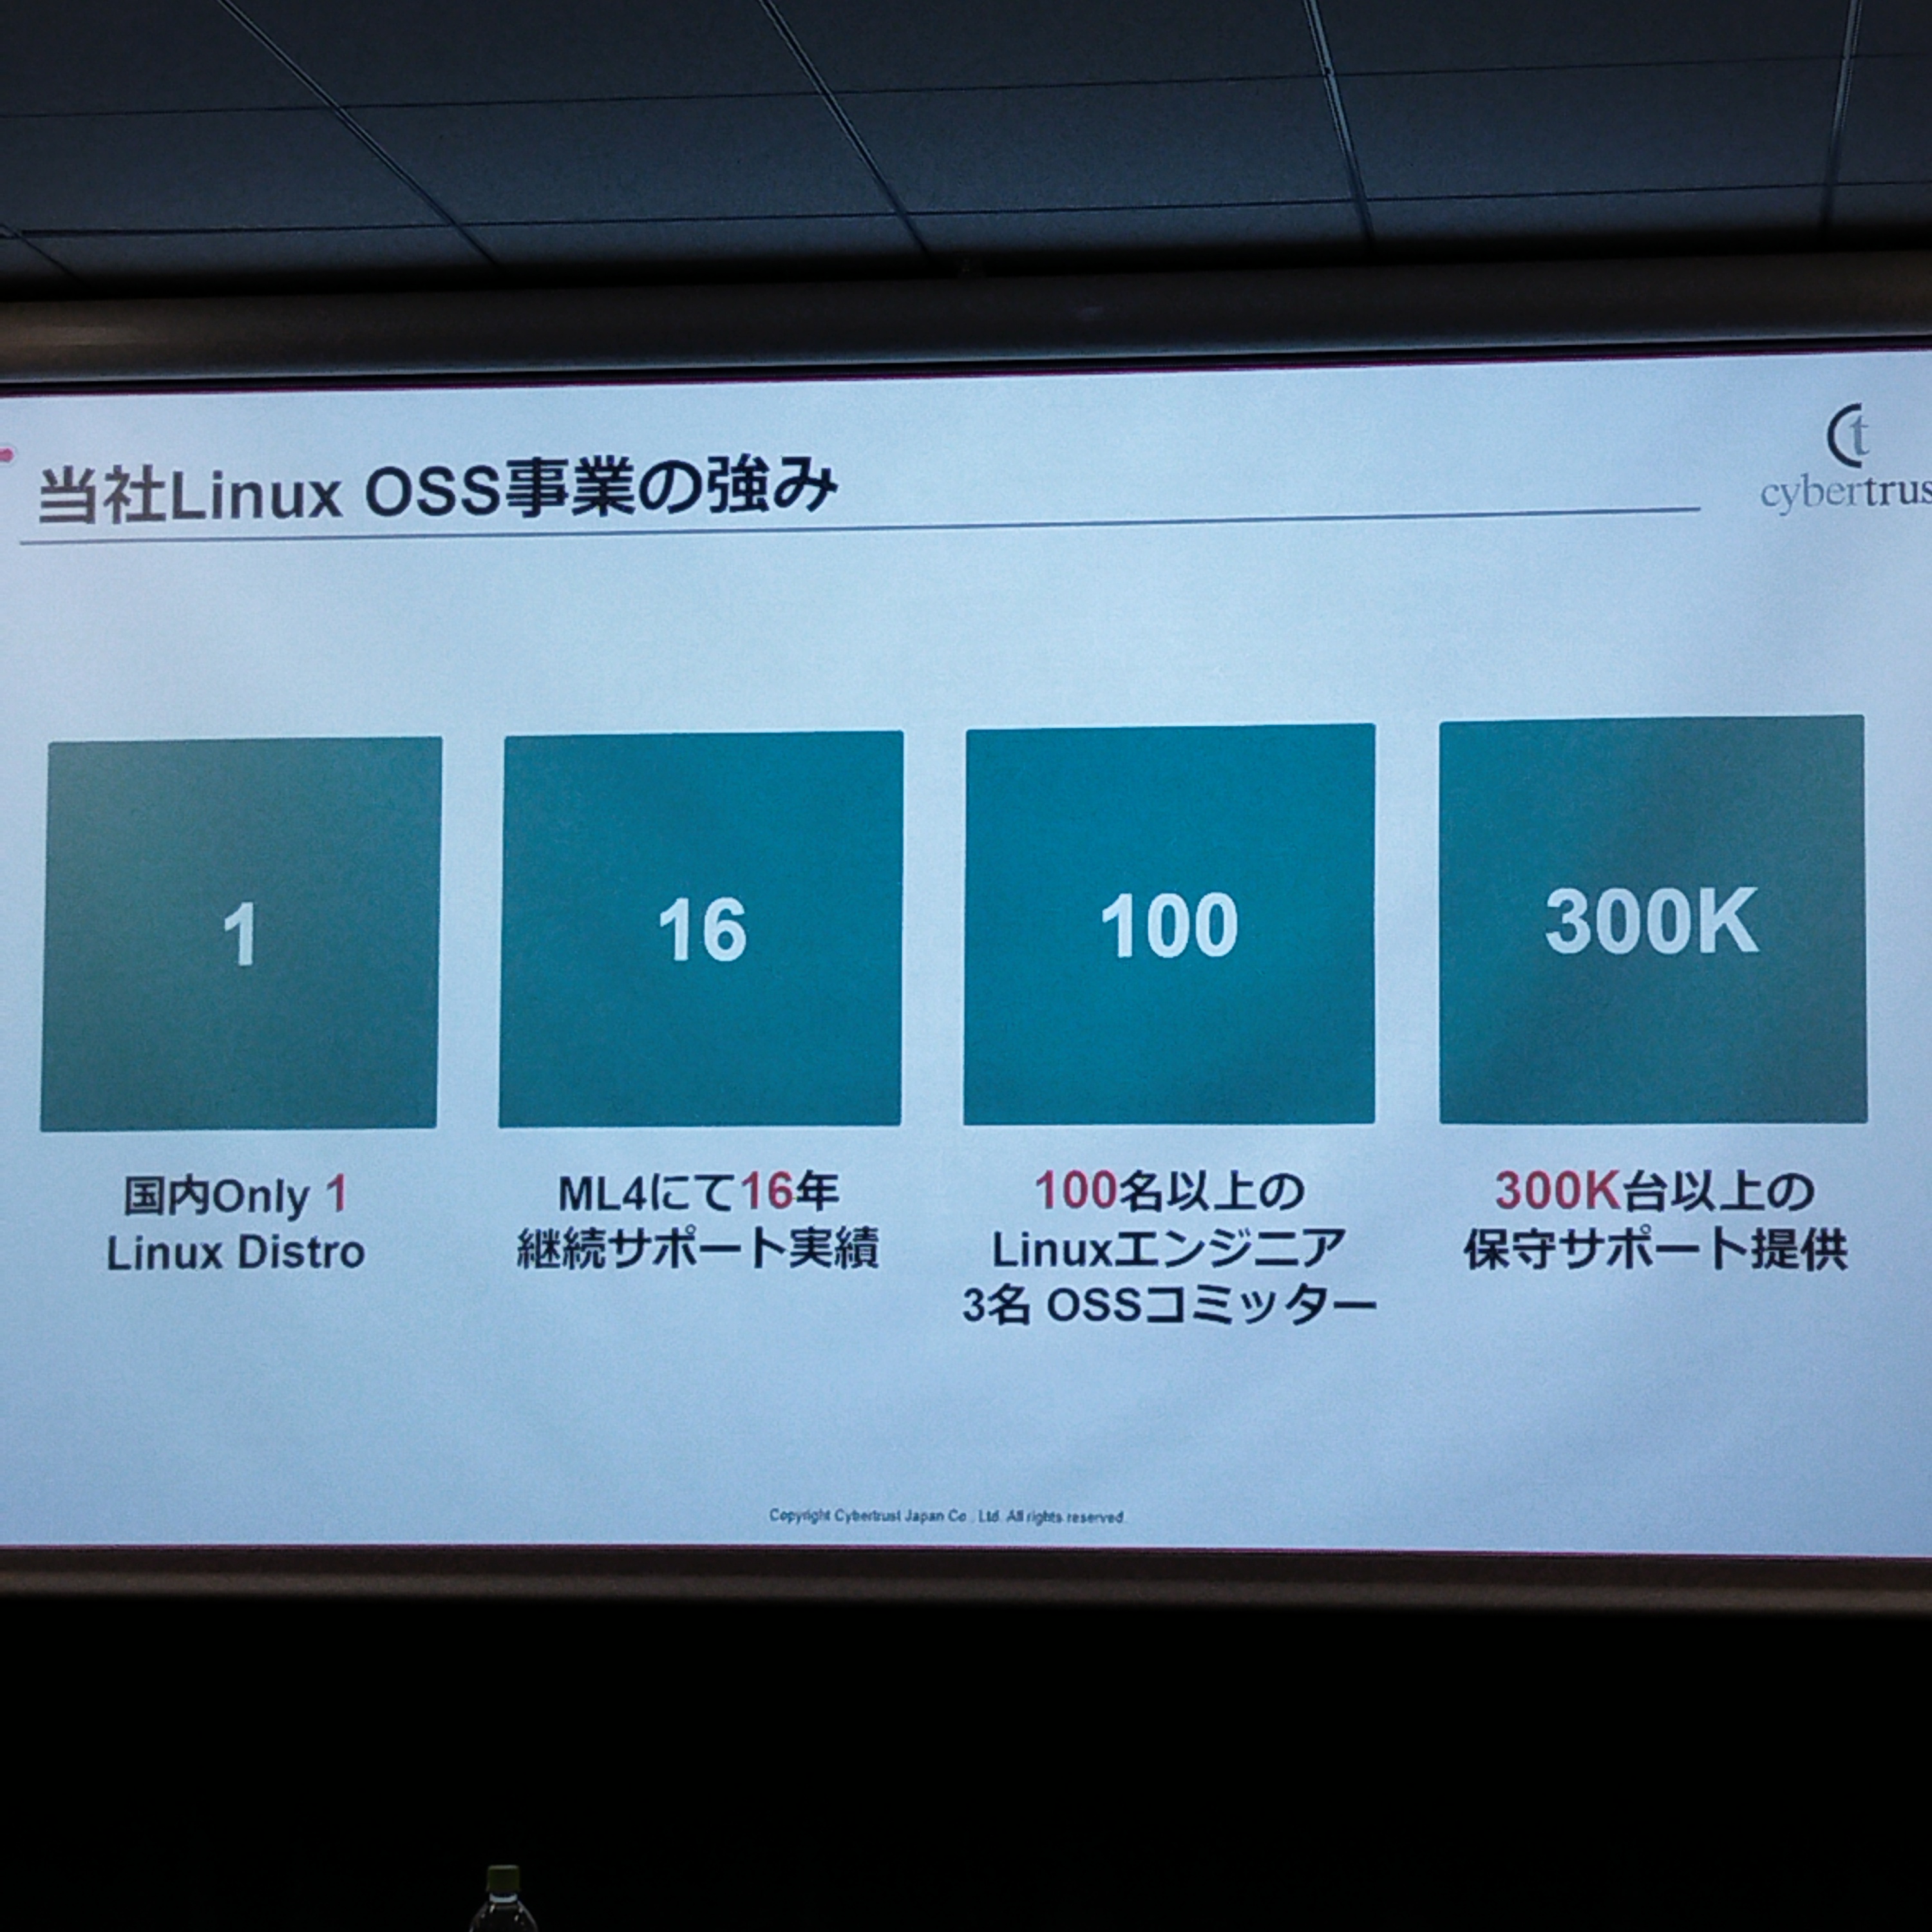 当社Linux OSS事業の強み
Ct
cybertrus
1
16
100
300K
国内Only 1
Linux Distro
ML4にて16年
継続サポート実績
100名以上の
Linuxエンジニア
3名 OSSコミッター
300K台以上の
保守サポート提供
Copyright Cybertrust Japan Co., Ltd. All rights reserved.